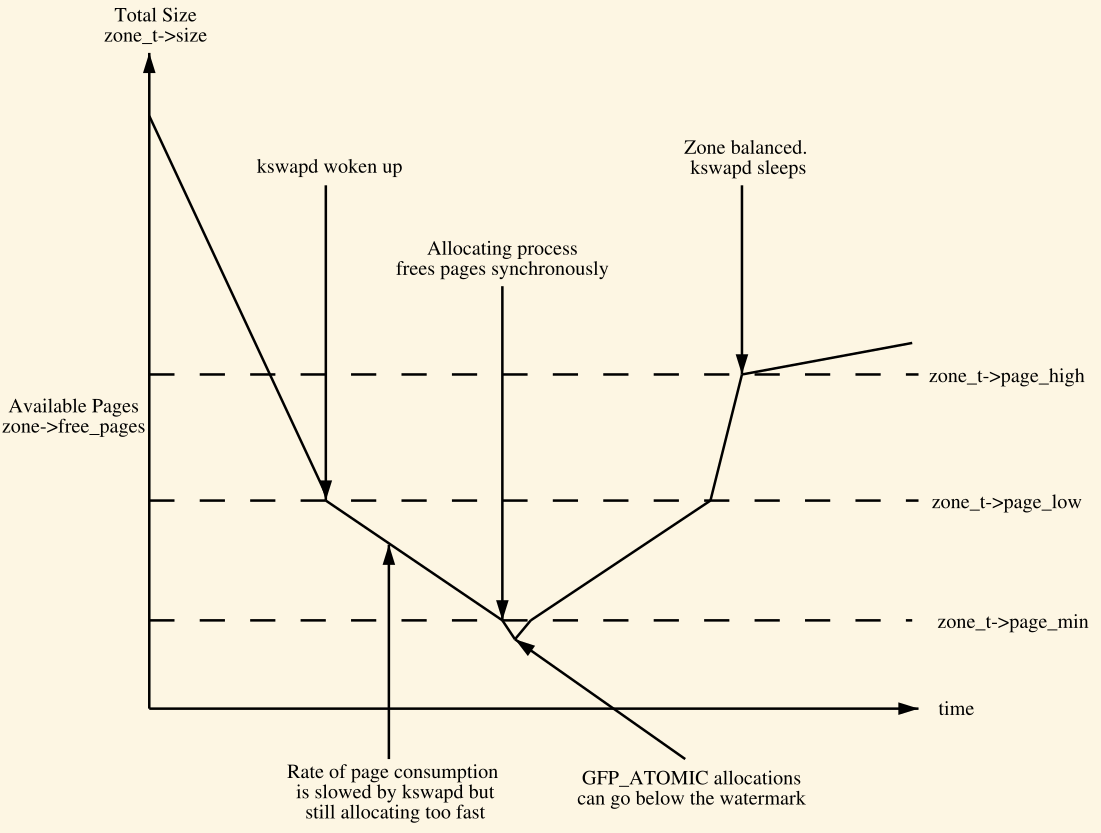 Total Size
zone_t->size
kswapd woken up
Zone balanced.
kswapd sleeps
Allocating process
frees pages synchronously
zone_t->page_high
Available Pages
zone->free_pages
zone_t->page_low
zone_t->page_min
time
Rate of page consumption
is slowed by kswapd but
still allocating too fast
GFP_ATOMIC allocations
can go below the watermark